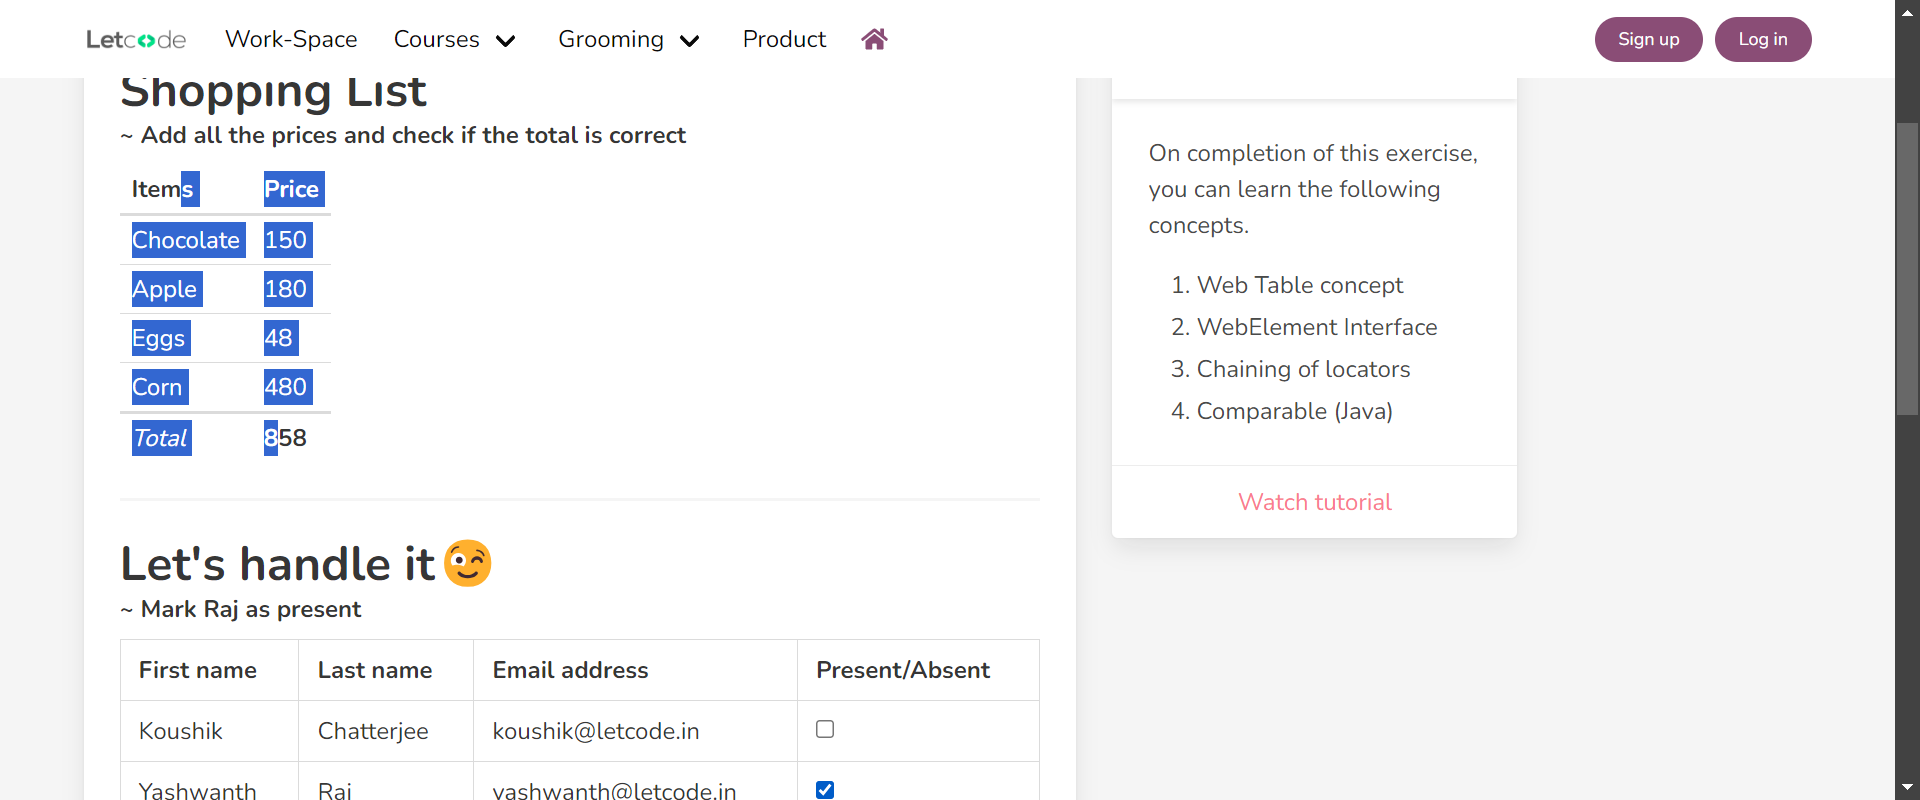 Letcode Work-Space Courses Grooming Product Sign up Log in
Shopping List
~ Add all the prices and check if the total is correct
Items Price
Chocolate 150
Apple 180
Eggs 48
Corn 480
Total 858
Let's handle it
~ Mark Raj as present
First name Last name Email address Present/Absent
Koushik Chatterjee koushik@letcode.in
Yashwanth Raj yashwanth@letcode.in
On completion of this exercise,
you can learn the following
concepts.
1. Web Table concept
2. WebElement Interface
3. Chaining of locators
4. Comparable (Java)
Watch tutorial